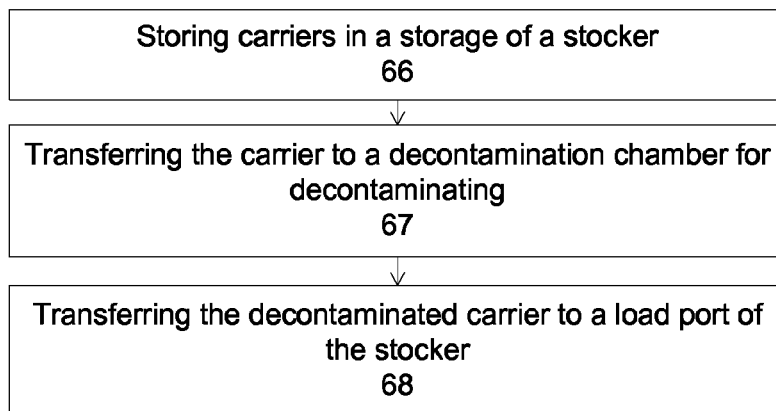 Storing carriers in a storage of a stocker
66
Transferring the carrier to a decontamination chamber for
decontaminating
67
Transferring the decontaminated carrier to a load port of
the stocker
68